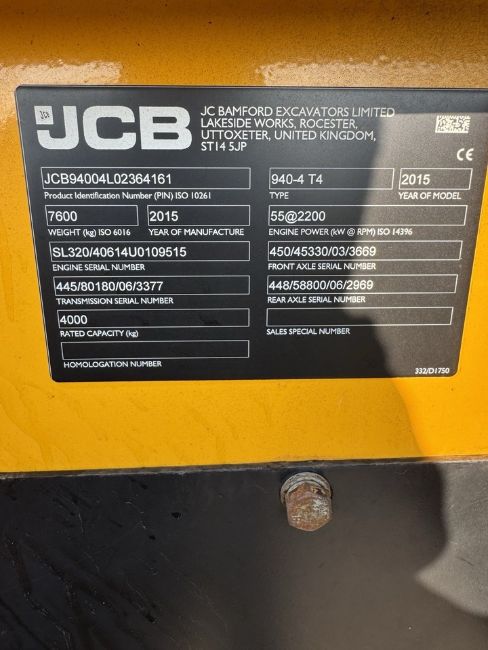 JCB
JC BAMFORD EXCAVATORS LIMITED
LAKESIDE WORKS, ROCESTER,
UTTOXETER, UNITED KINGDOM,
ST14 5JP
CE
JCB94004L02364161
Product Identification Number (PIN) ISO 10261
940-4 T4
TYPE
2015
YEAR OF MODEL
7600
WEIGHT (kg) ISO 6016
2015
YEAR OF MANUFACTURE
55@2200
ENGINE POWER (kW @ RPM) ISO 14396
SL320/40614U0109515
ENGINE SERIAL NUMBER
450/45330/03/3669
FRONT AXLE SERIAL NUMBER
445/80180/06/3377
TRANSMISSION SERIAL NUMBER
448/58800/06/2969
REAR AXLE SERIAL NUMBER
4000
RATED CAPACITY (kg)
SALES SPECIAL NUMBER
HOMOLOGATION NUMBER
332/D1750